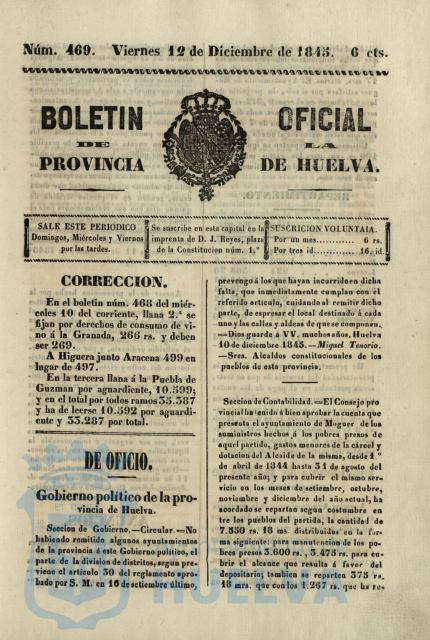 Núm. 469. Viernes 12 de Diciembre de 1845. 6 cts.
BOLETIN OFICIAL
DE LA
PROVINCIA DE HUELVA.
SALE ESTE PERIODICO
Domingos, Miércoles y Viernes
por las tardes.
Se suscribe en esta capital en la
imprenta de D. J. Reyes, plaza
de la Constitucion núm. 1.º
SUSCRICION VOLUNTAIA.
Por un mes........... 6 rs.
Por tres id........... 16, id.
CORRECCION.
En el boletin núm. 468 del miér-
coles 10 del corriente, llana 2.ª se
fijan por derechos de consumo de vi-
no á la Granada, 266 rs. y deben
ser 269.
A Higuera junto Aracena 499 en
lugar de 497.
En la tercera llana á la Puebla de
Guzman por aguardiente, 10.599;
y en el total por todos ramos 33.387
y ha de leerse 10.592 por aguardi-
ente y 33.287 por total.
DE OFICIO.
Gobierno político de la pro-
vincia de Huelva.
Seccion de Gobierno.—Circular.—No
habiendo remitido algunos ayuntamientos
de la provincia á este Gobierno político, el
parte de la division de distritos, segun pre-
viene el artículo 30 del reglamento apro-
bado por S. M. en 16 de setiembre último,
prevengo á los que hayan incurrido en dicha
falta, que inmediatamente cumplan con el
referido artículo, cuidando al remitir dicho
parte, de espresar el local destinado á cada
uno y las calles y aldeas de que se componen.
—Dios guarde á VV. muchos años. Huelva
10 de diciembre 1845.—Miguel Tenorio.
—Sres. Alcaldes constitucionales de los
pueblos de esta provincia.
Seccion de Contabilidad.—El Consejo pro
vincial ha tenido á bien aprobar la cuenta que
presenta el ayuntamiento de Moguer de los
suministros hechos á los pobres presos de
aquel partido, gastos menores de la cárcel y
dotacion del Alcaide de la misma, desde 1º
de abril de 1844 hasta 31 de agosto del
presente año; y para cubrir el mismo ser-
vicio en los meses de setiembre, octubre,
noviembre y diciembre del año actual, ha
acordado se repartan segun costumbre en
tre los pueblos del partido, la cantidad de
7.350 rs. 18 ms. distribuidos en la for
ma siguiente: para manutencion de los po-
bres presos 3.600 rs., 3.475 rs. para cu-
brir el alcance que resulta á favor del
depositario; tambien se reparten 375 rs.
18 mrs. que con los 1.267 rs. que ha re-
HUELVA